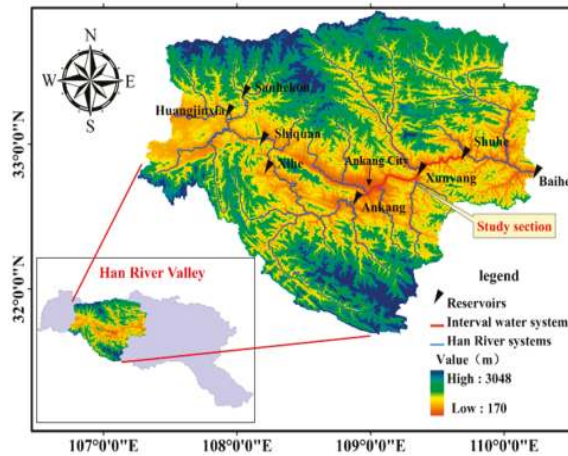 N
W E
S
Sanhekou
Huangjinxia
Shiquan
Xihe
Ankang City
Shuhe
Xunyang
Baihe
Ankang
Study section
Han River Valley
legend
Reservoirs
Interval water system
Han River systems
Value（m）
High : 3048
Low : 170
33°0'0"N
32°0'0"N
107°0'0"E
108°0'0"E
109°0'0"E
110°0'0"E